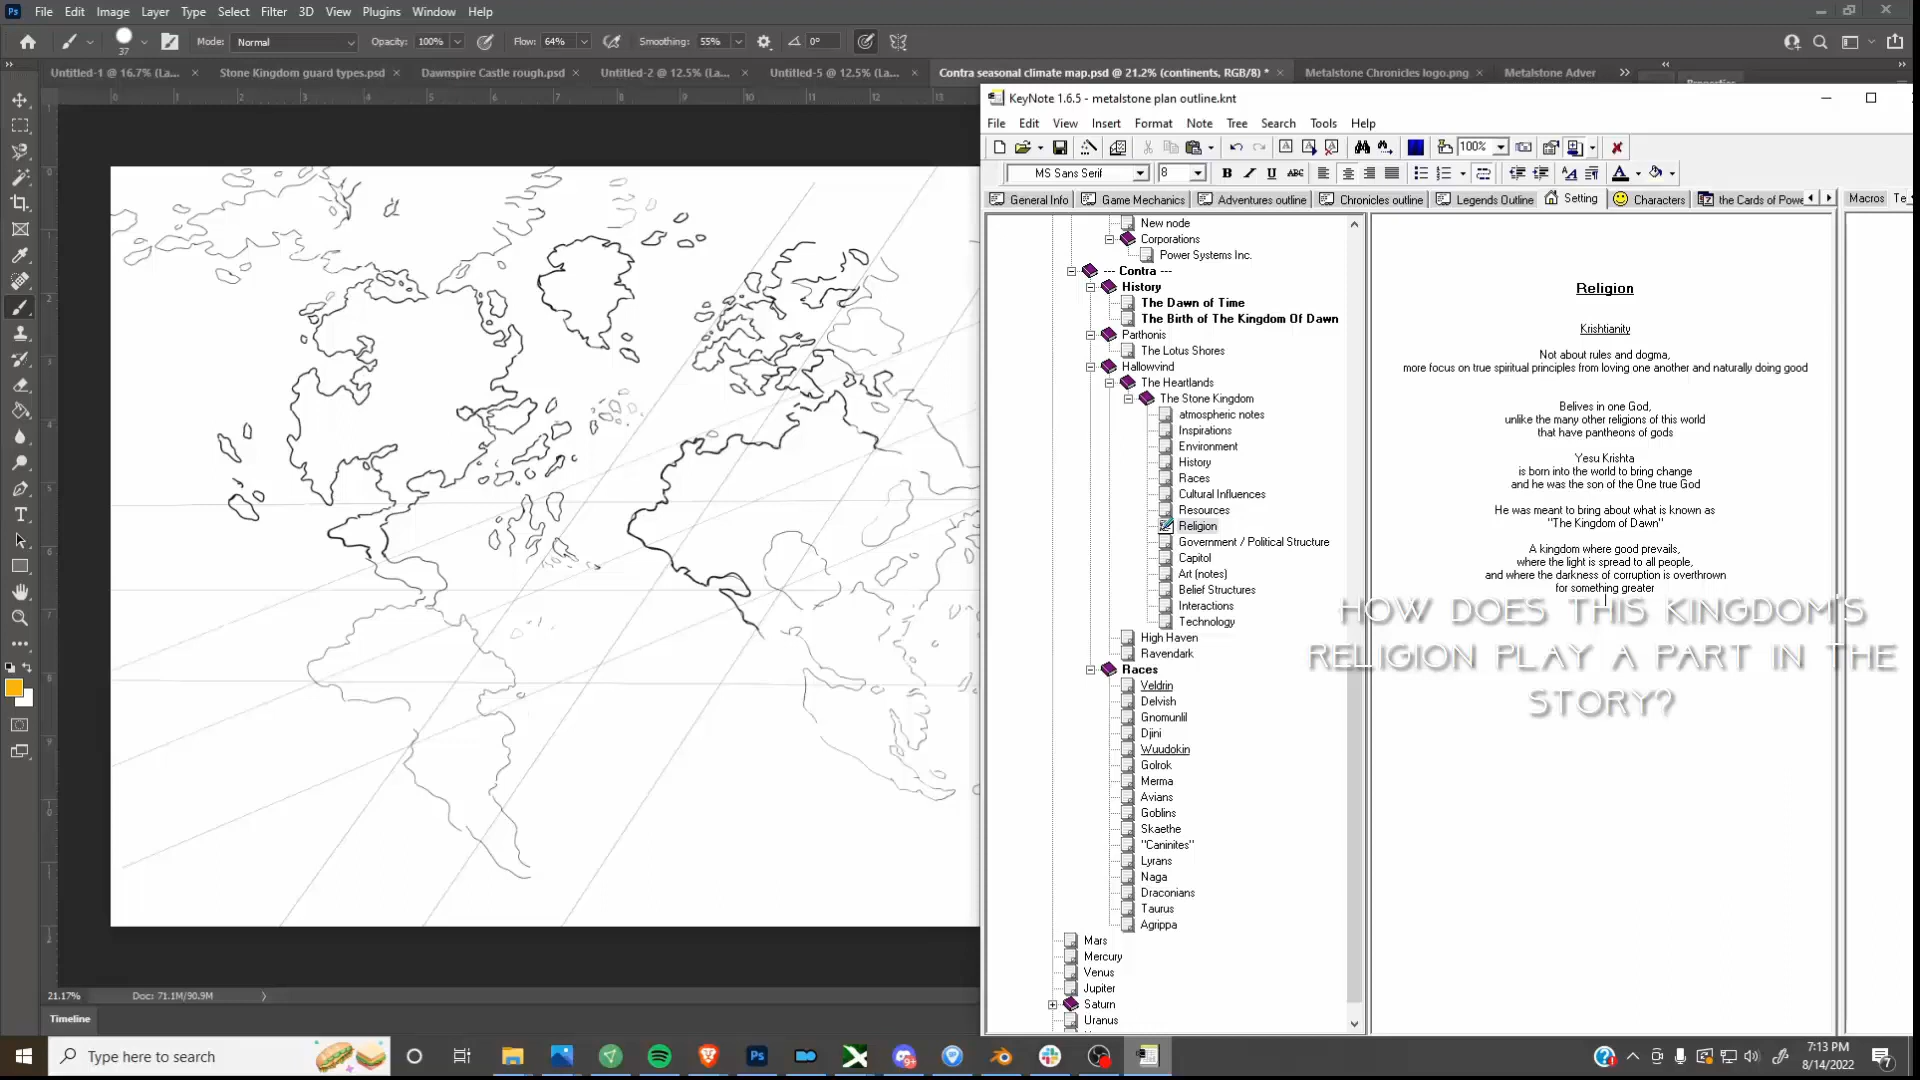 File Edit Image Layer Type Select Filter 3D View Plugins Window Help
37 Mode: Normal Opacity: 100% Flow: 64% Smoothing: 55% 0°
Untitled-1 @ 16.7% (La... × Stone Kingdom guard types.psd × Dawnspire Castle rough.psd × Untitled-2 @ 12.5% (La... × Untitled-5 @ 12.5% (La... × Contra seasonal climate map.psd @ 21.2% (continents, RGB/8) * × Metalstone Chronicles logo.png × Metalstone Adver
KeyNote 1.6.5 - metalstone plan outline.knt
File Edit View Insert Format Note Tree Search Tools Help
100%
MS Sans Serif 8 B I U ABC
General Info Game Mechanics Adventures outline Chronicles outline Legends Outline Setting Characters the Cards of Powe Macros Te
New node
Corporations
Power Systems Inc.
--- Contra ---
History
The Dawn of Time
The Birth of The Kingdom Of Dawn
Parthonis
The Lotus Shores
Hallowvind
The Heartlands
The Stone Kingdom
atmospheric notes
Inspirations
Environment
History
Races
Cultural Influences
Resources
Religion
Government / Political Structure
Capitol
Art (notes)
Belief Structures
Interactions
Technology
High Haven
Ravendark
Races
Veldrin
Delvish
Gnomunlil
Djini
Wuudokin
Golrok
Merma
Avians
Goblins
Skaethe
"Caninites"
Lyrans
Naga
Draconians
Taurus
Agrippa
Mars
Mercury
Venus
Jupiter
Saturn
Uranus
Religion
Krishtianity
Not about rules and dogma,
more focus on true spiritual principles from loving one another and naturally doing good
Belives in one God,
unlike the many other religions of this world
that have pantheons of gods
Yesu Krishta
is born into the world to bring change
and he was the son of the One true God
He was meant to bring about what is known as
"The Kingdom of Dawn"
A kingdom where good prevails,
where the light is spread to all people,
and where the darkness of corruption is overthrown
for something greater
HOW DOES THIS KINGDOM'S
RELIGION PLAY A PART IN THE
STORY?
21.17% Doc: 71.1M/90.9M
Timeline
Type here to search
7:13 PM
8/14/2022
7